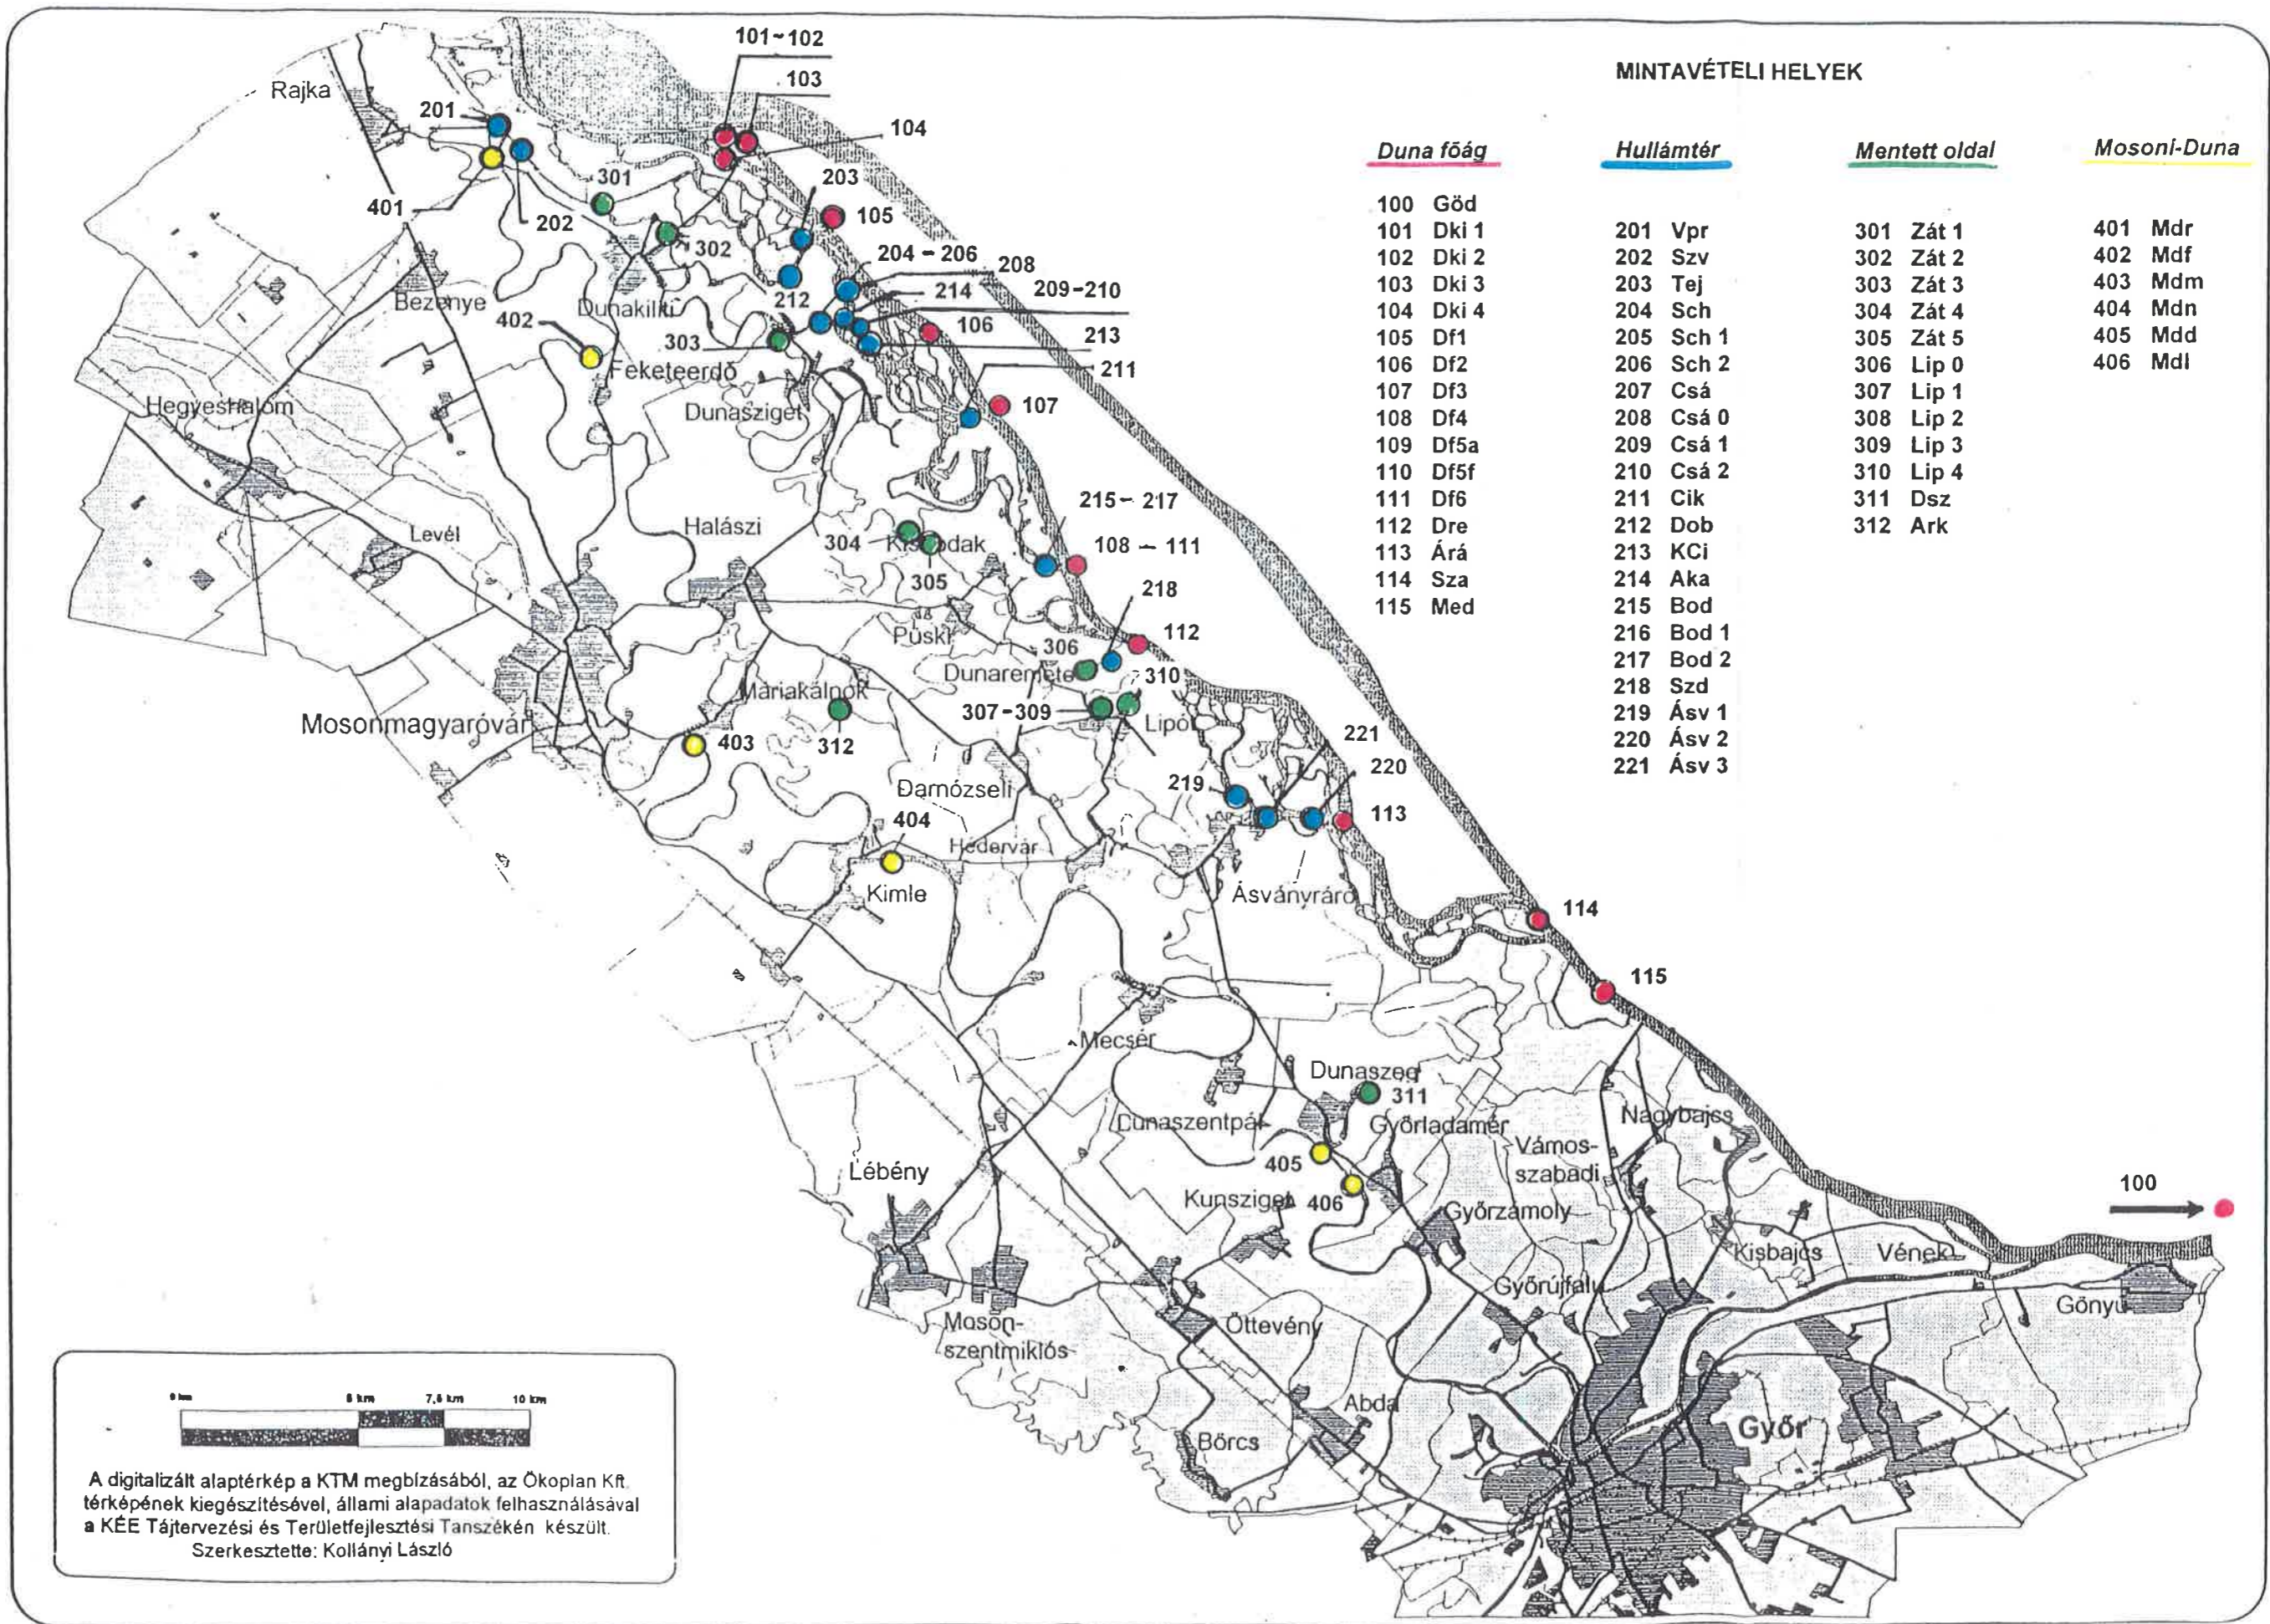 MINTAVÉTELI HELYEK
Duna főág
100 Göd
101 Dki 1
102 Dki 2
103 Dki 3
104 Dki 4
105 Df1
106 Df2
107 Df3
108 Df4
109 Df5a
110 Df5f
111 Df6
112 Dre
113 Árá
114 Sza
115 Med
Hullámtér
201 Vpr
202 Szv
203 Tej
204 Sch
205 Sch 1
206 Sch 2
207 Csá
208 Csá 0
209 Csá 1
210 Csá 2
211 Cik
212 Dob
213 KCi
214 Aka
215 Bod
216 Bod 1
217 Bod 2
218 Szd
219 Ásv 1
220 Ásv 2
221 Ásv 3
Mentett oldal
301 Zát 1
302 Zát 2
303 Zát 3
304 Zát 4
305 Zát 5
306 Lip 0
307 Lip 1
308 Lip 2
309 Lip 3
310 Lip 4
311 Dsz
312 Ark
Mosoni-Duna
401 Mdr
402 Mdf
403 Mdm
404 Mdn
405 Mdd
406 Mdl
101~102
103
Rajka
201
104
301
203
401
202
302
105
204 - 206
208
Bezenye
Dunakiliti
212
214
209-210
402
303
106
213
Feketeerdő
211
Hegyeshalom
Dunasziget
107
215 - 217
Levél
Halászi
304
108 - 111
305
218
Püski
306
112
Dunaremete
310
Máriakálnok
307-309
Lipót
Mosonmagyaróvár
403
312
221
Damózseli
219
220
404
113
Hédervár
Kimle
Ásványráró
114
115
Mecsér
Dunaszeg
311
Dunaszentpál
Győrladamér
Nagybajcs
Vámos-
szabadi
405
Lébény
Kunsziget
406
100
Győrzámoly
Kisbajcs
Vének
Győrújfalu
Gönyu
Moson-
szentmiklós
Öttevény
Abda
Börcs
Győr
0 km
5 km
7,5 km
10 km
A digitalizált alaptérkép a KTM megbízásából, az Ökoplan Kft.
térképének kiegészítésével, állami alapadatok felhasználásával
a KÉE Tájtervezési és Területfejlesztési Tanszékén készült.
Szerkesztette: Kollányi László